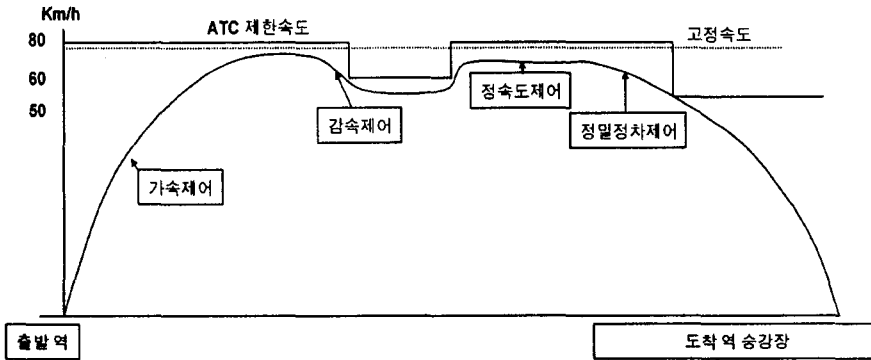 Km/h
80
ATC 제한속도
고정속도
60
50
정속도제어
감속제어
정밀정차제어
가속제어
출발역
도착역 승강장